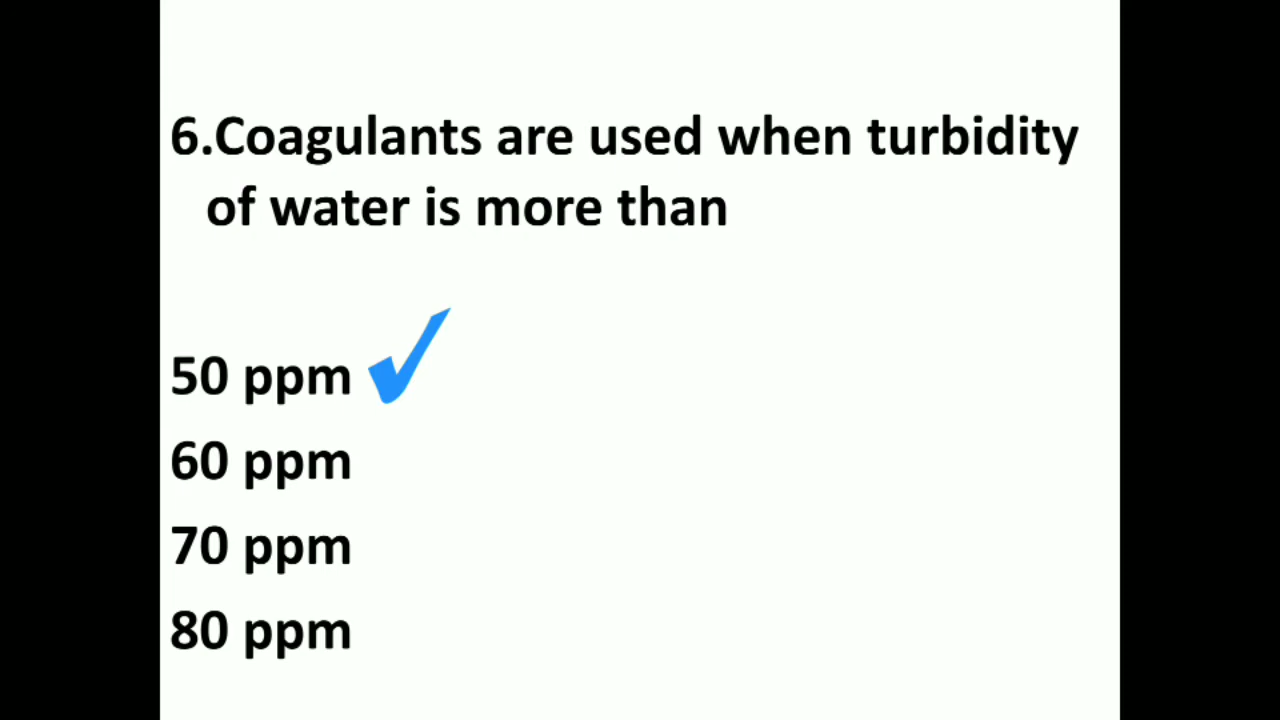 6.Coagulants are used when turbidity
of water is more than
50 ppm
60 ppm
70 ppm
80 ppm